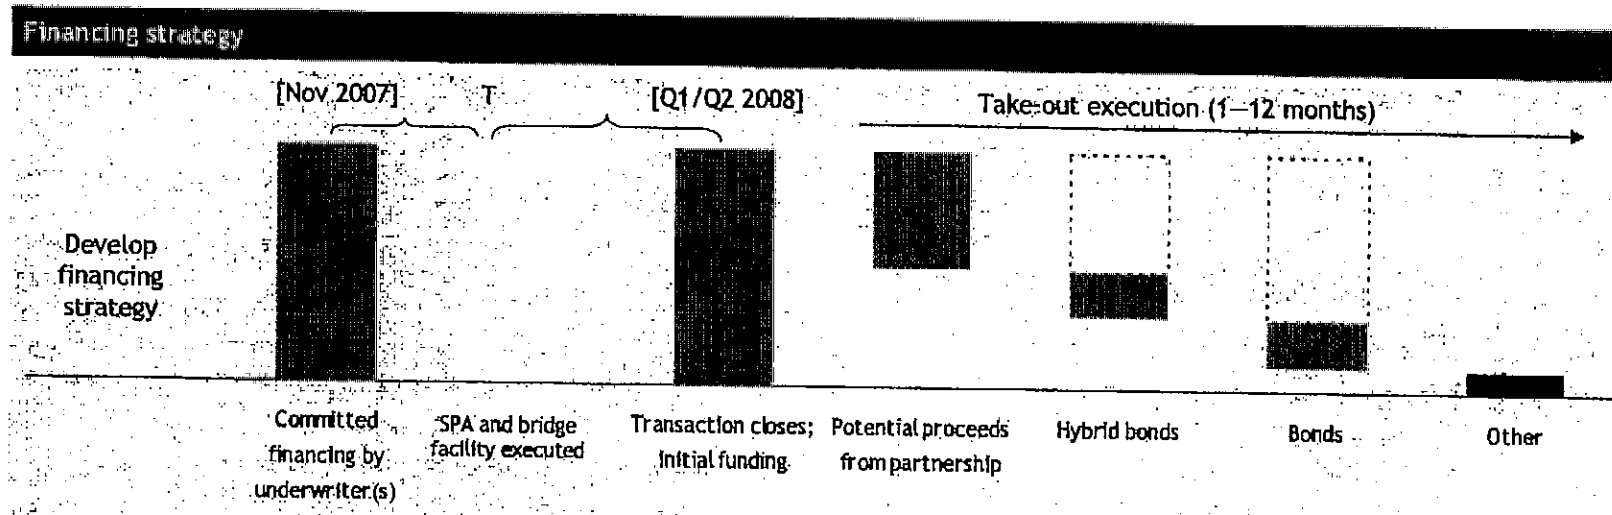 Financing strategy
[Nov 2007]
T
[Q1/Q2 2008]
Take-out execution (1–12 months)
Develop
financing
strategy
Committed
financing by
underwriter(s)
SPA and bridge
facility executed
Transaction closes;
initial funding
Potential proceeds
from partnership
Hybrid bonds
Bonds
Other